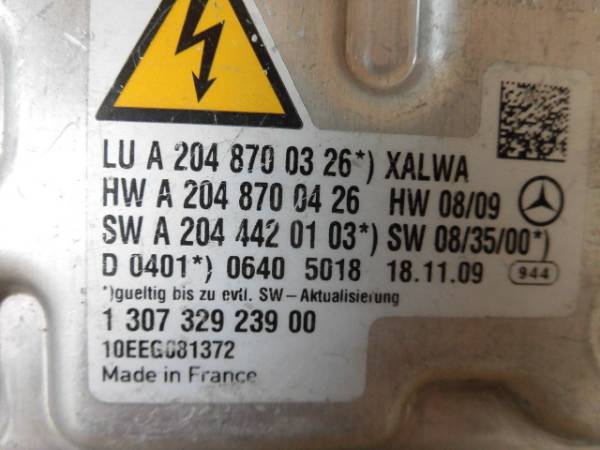 LU A 204 870 03 26*) XALWA
HW A 204 870 04 26 HW 08/09
SW A 204 442 01 03*) SW 08/35/00*)
D 0401*) 0640 5018 18.11.09 944
*)gueltig bis zu evtl. SW-Aktualisierung
1 307 329 239 00
10EEG081372
Made in France